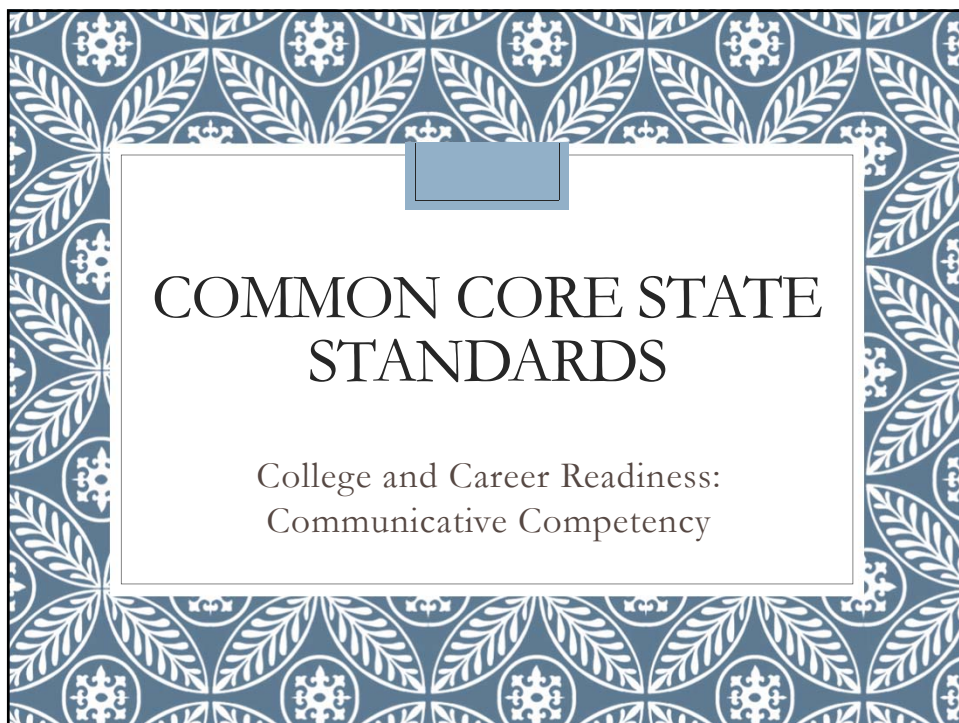 COMMON CORE STATE
STANDARDS
College and Career Readiness:
Communicative Competency